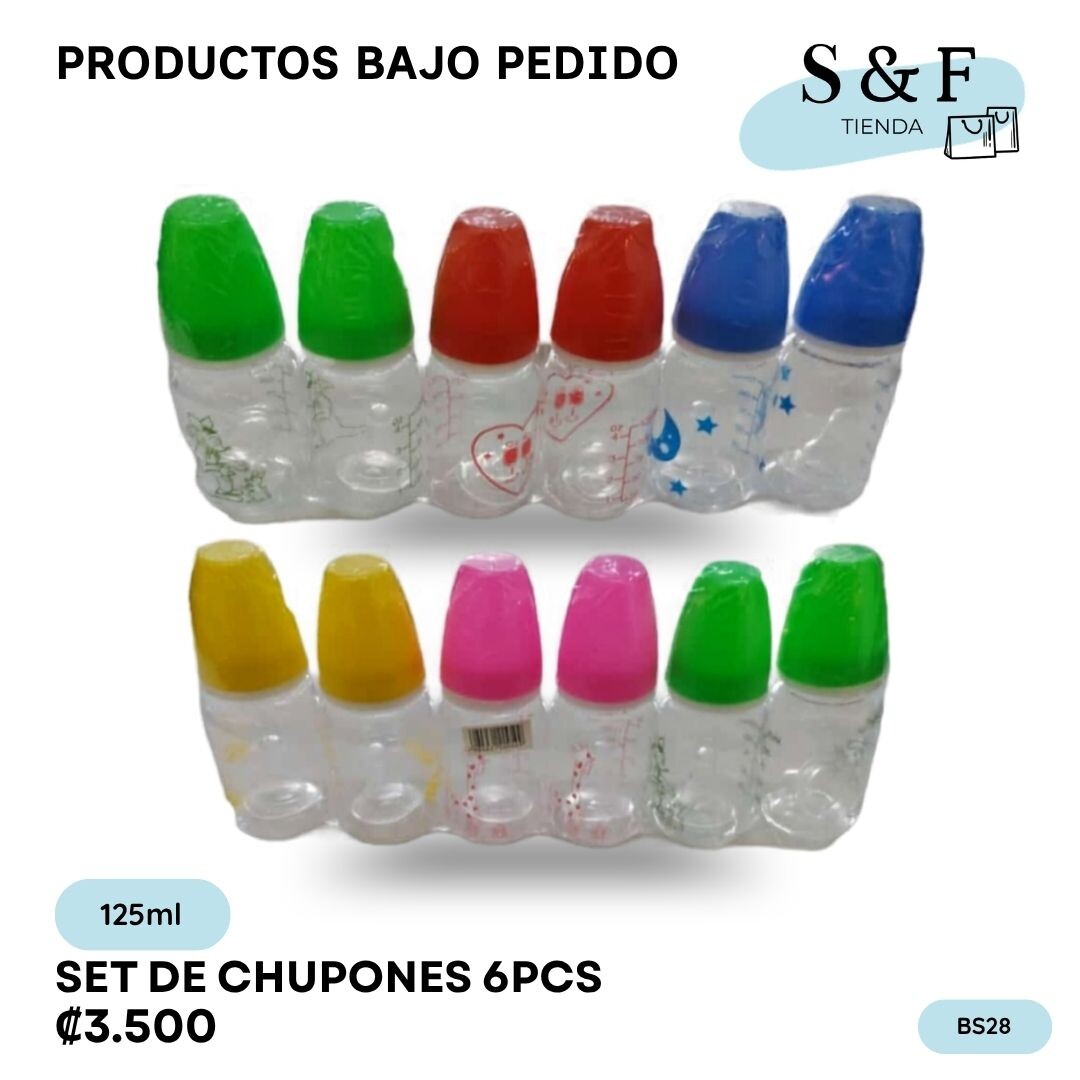 PRODUCTOS BAJO PEDIDO
S & F
TIENDA
125ml
SET DE CHUPONES 6PCS
₡3.500
BS28